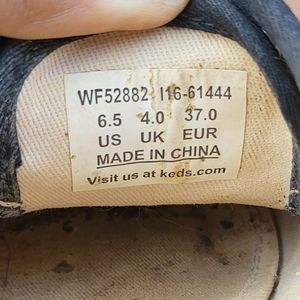 WF52882 I16-61444
6.5 4.0 37.0
US UK EUR
MADE IN CHINA
Visit us at keds.com